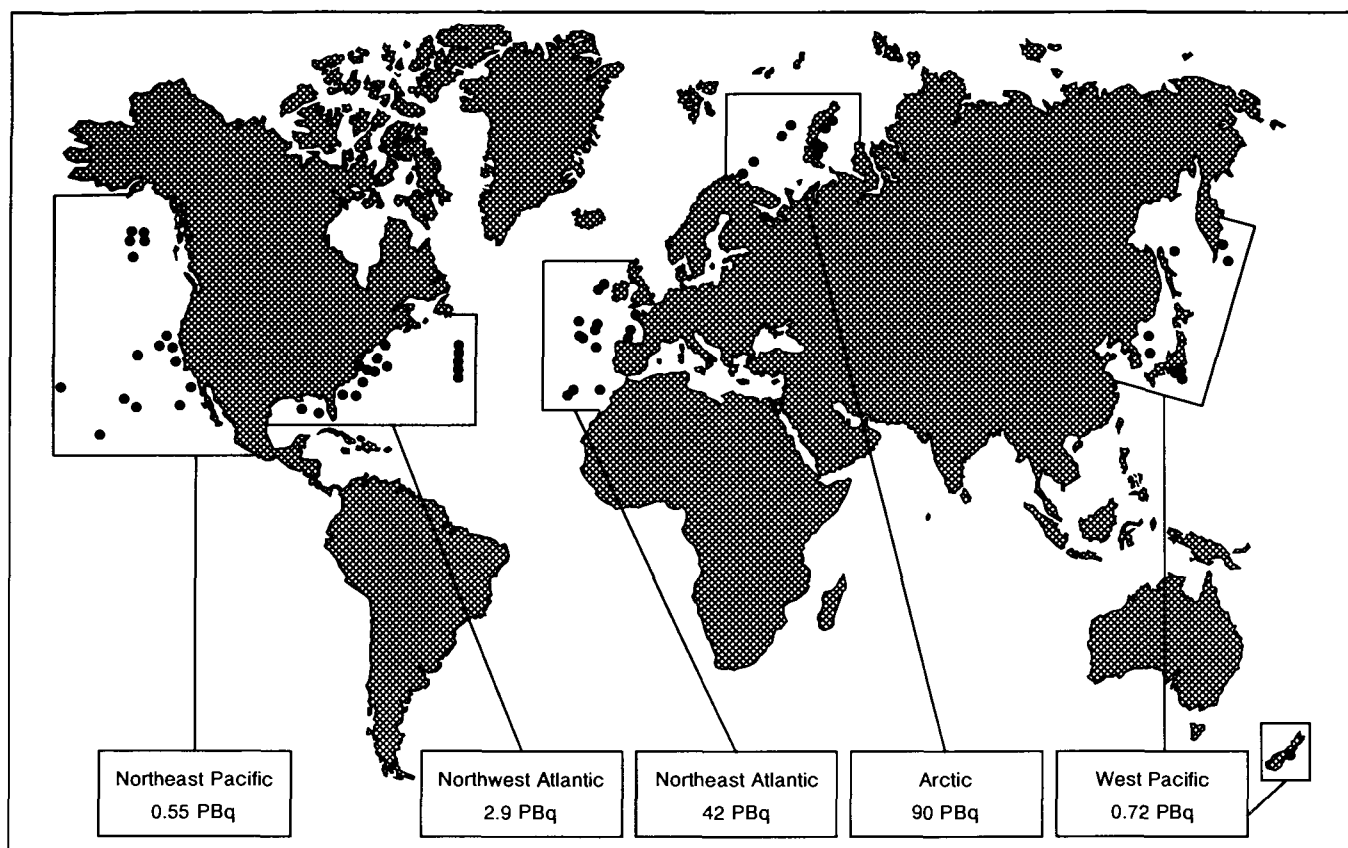 Northeast Pacific
0.55 PBq
Northwest Atlantic
2.9 PBq
Northeast Atlantic
42 PBq
Arctic
90 PBq
West Pacific
0.72 PBq